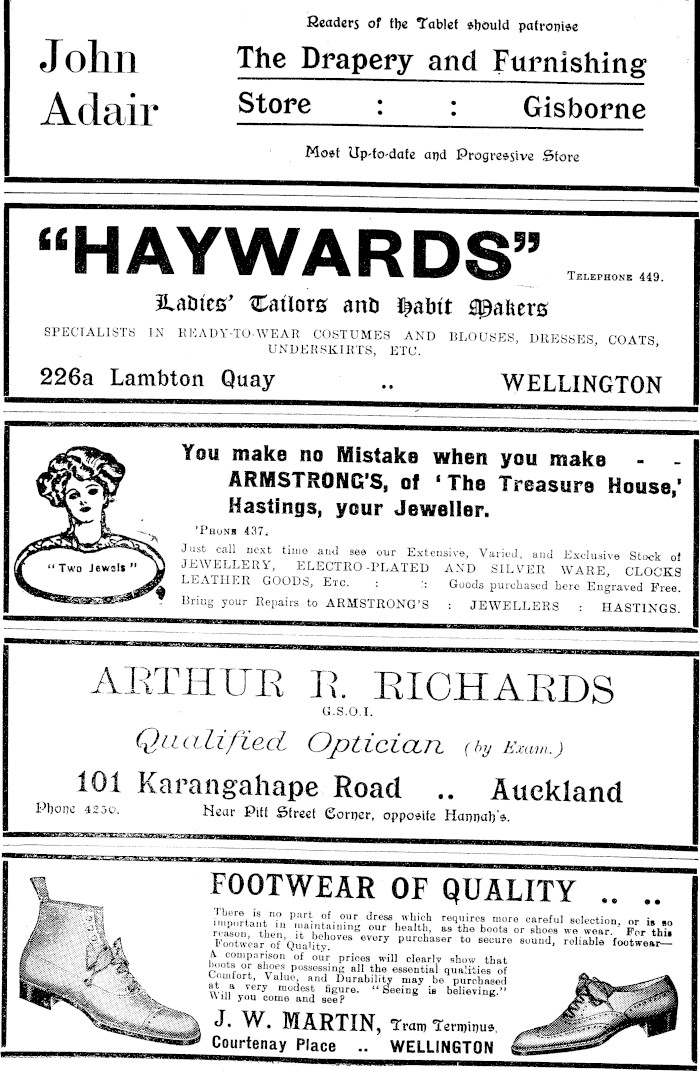 Readers of the Tablet should patronise
John
Adair
The Drapery and Furnishing
Store : : Gisborne
Most Up-to-date and Progressive Store
"HAYWARDS"
TELEPHONE 449.
Ladies' Tailors and Habit Makers
SPECIALISTS IN READY-TO-WEAR COSTUMES AND BLOUSES, DRESSES, COATS,
UNDERSKIRTS, ETC.
226a Lambton Quay .. WELLINGTON
You make no Mistake when you make - -
ARMSTRONG'S, of 'The Treasure House,'
Hastings, your Jeweller.
'PHONE 437.
"Two Jewels"
Just call next time and see our Extensive, Varied, and Exclusive Stock of
JEWELLERY, ELECTRO-PLATED AND SILVER WARE, CLOCKS
LEATHER GOODS, Etc. : : Goods purchased here Engraved Free.
Bring your Repairs to ARMSTRONG'S : JEWELLERS : HASTINGS.
ARTHUR R. RICHARDS
G.S.O.I.
Qualified Optician (by Exam.)
101 Karangahape Road .. Auckland
Phone 4250. Near Pitt Street Corner, opposite Hannah's.
FOOTWEAR OF QUALITY .. ..
There is no part of our dress which requires more careful selection, or is so
important in maintaining our health, as the boots or shoes we wear. For this
reason, then, it behoves every purchaser to secure sound, reliable footwear—
Footwear of Quality.
A comparison of our prices will clearly show that
boots or shoes possessing all the essential qualities of
Comfort, Value, and Durability may be purchased
at a very modest figure. "Seeing is believing."
Will you come and see?
J. W. MARTIN, Tram Terminus,
Courtenay Place .. WELLINGTON